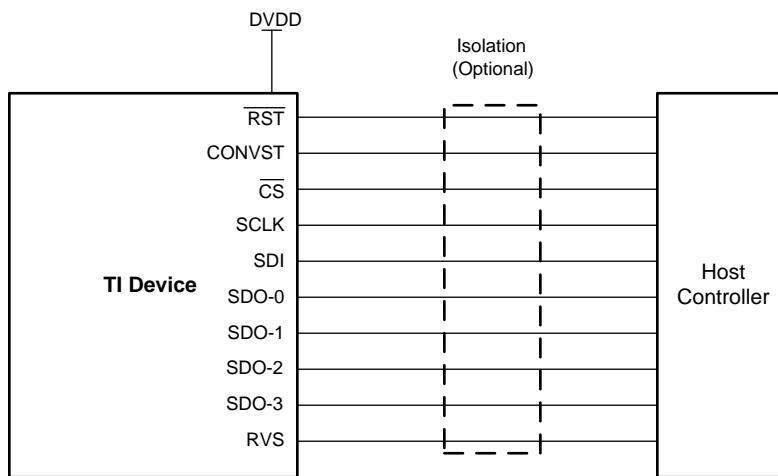 DVDD
Isolation
(Optional)
RST
CONVST
CS
SCLK
SDI
TI Device
SDO-0
SDO-1
SDO-2
SDO-3
RVS
Host
Controller